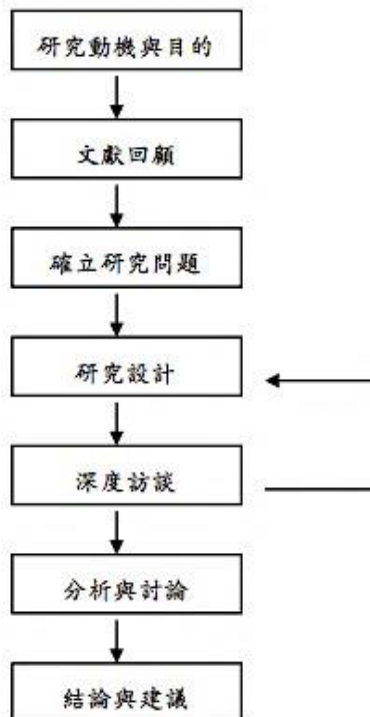 研究動機與目的
文獻回顧
確立研究問題
研究設計
深度訪談
分析與討論
結論與建議